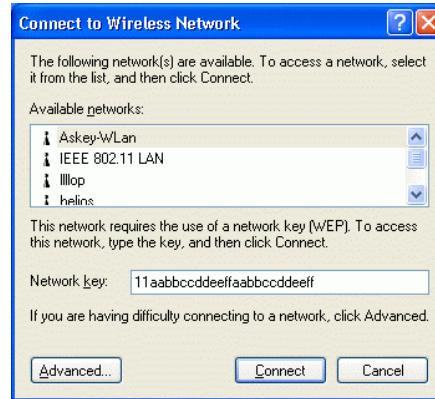 Connect to Wireless Network
The following network(s) are available. To access a network, select
it from the list, and then click Connect.
Available networks:
Askey-WLan
IEEE 802.11 LAN
llllop
helios
This network requires the use of a network key (WEP). To access
this network, type the key, and then click Connect.
Network key: 11aabbccddeeffaabbccddeeff
If you are having difficulty connecting to a network, click Advanced.
Advanced... Connect Cancel